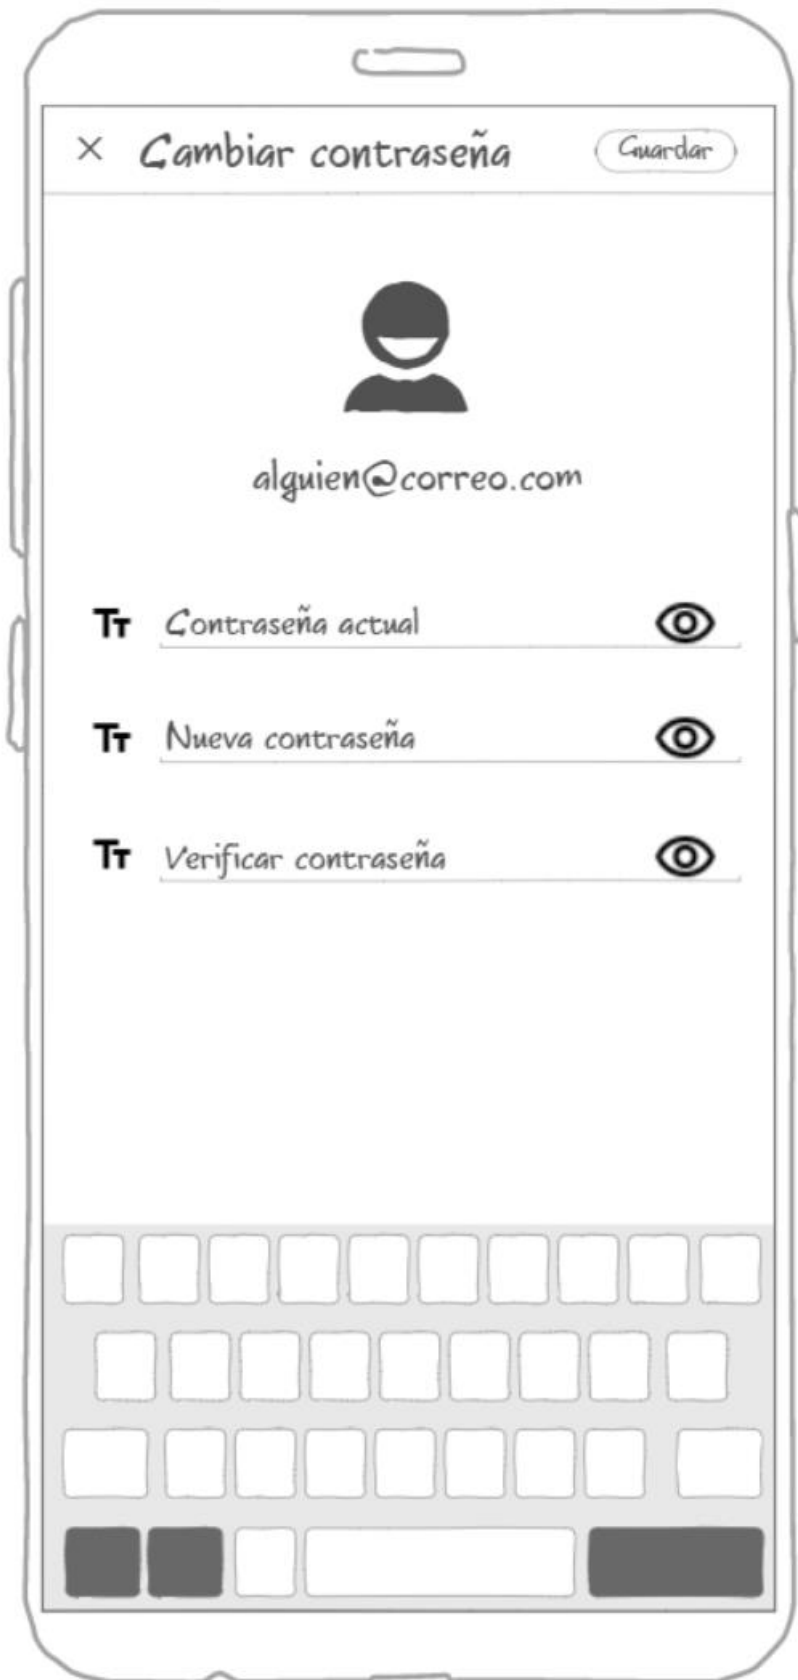 Cambiar contraseña Guardar
alguien@correo.com
Contraseña actual
Nueva contraseña
Verificar contraseña